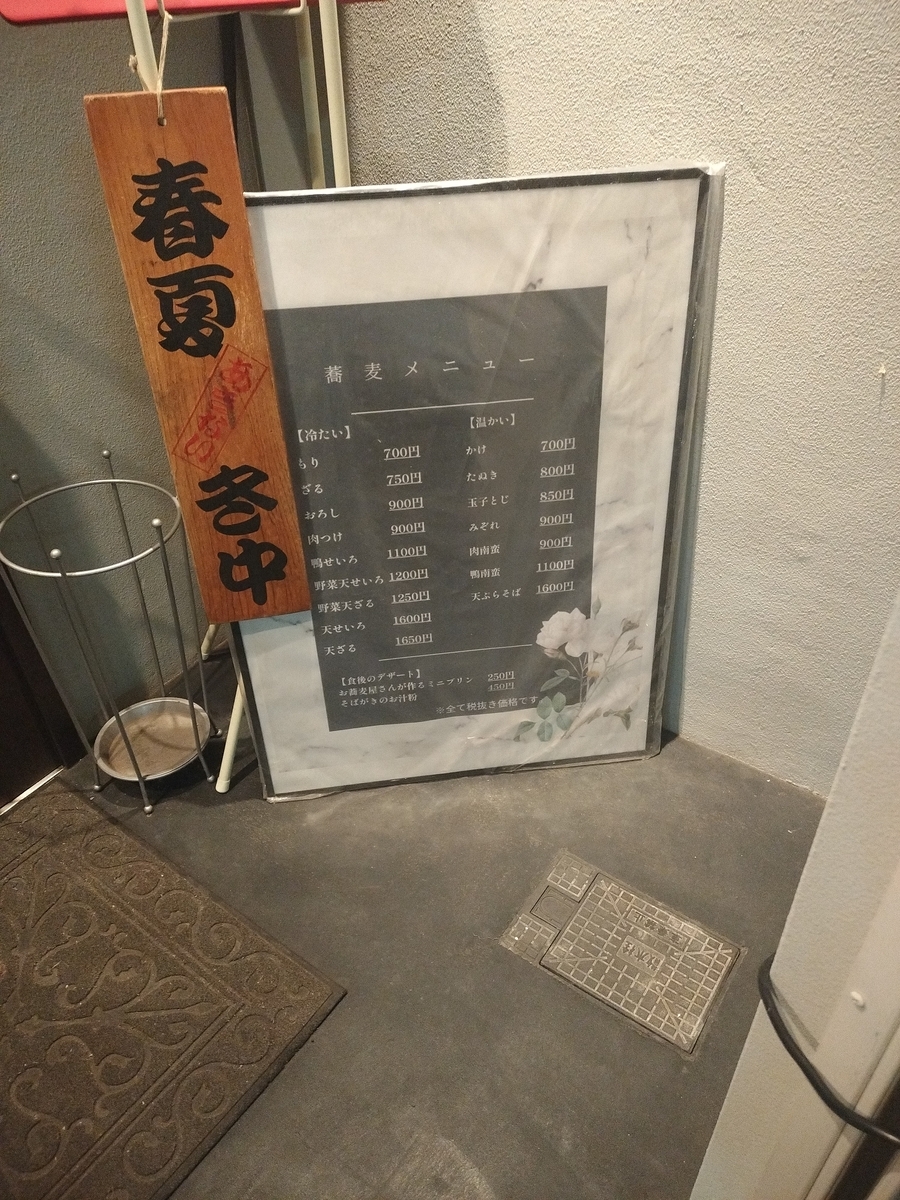 春夏
冬中
あきない
蕎麦メニュー
【冷たい】
もり 700円
ざる 750円
おろし 900円
肉つけ 900円
鴨せいろ 1100円
野菜天せいろ 1200円
野菜天ざる 1250円
天せいろ 1600円
天ざる 1650円
【温かい】
かけ 700円
たぬき 800円
玉子とじ 850円
みぞれ 900円
肉南蛮 900円
鴨南蛮 1100円
天ぷらそば 1600円
【食後のデザート】
お蕎麦屋さんが作るミニプリン 250円
そばがきのお汁粉 450円
※全て税抜き価格です